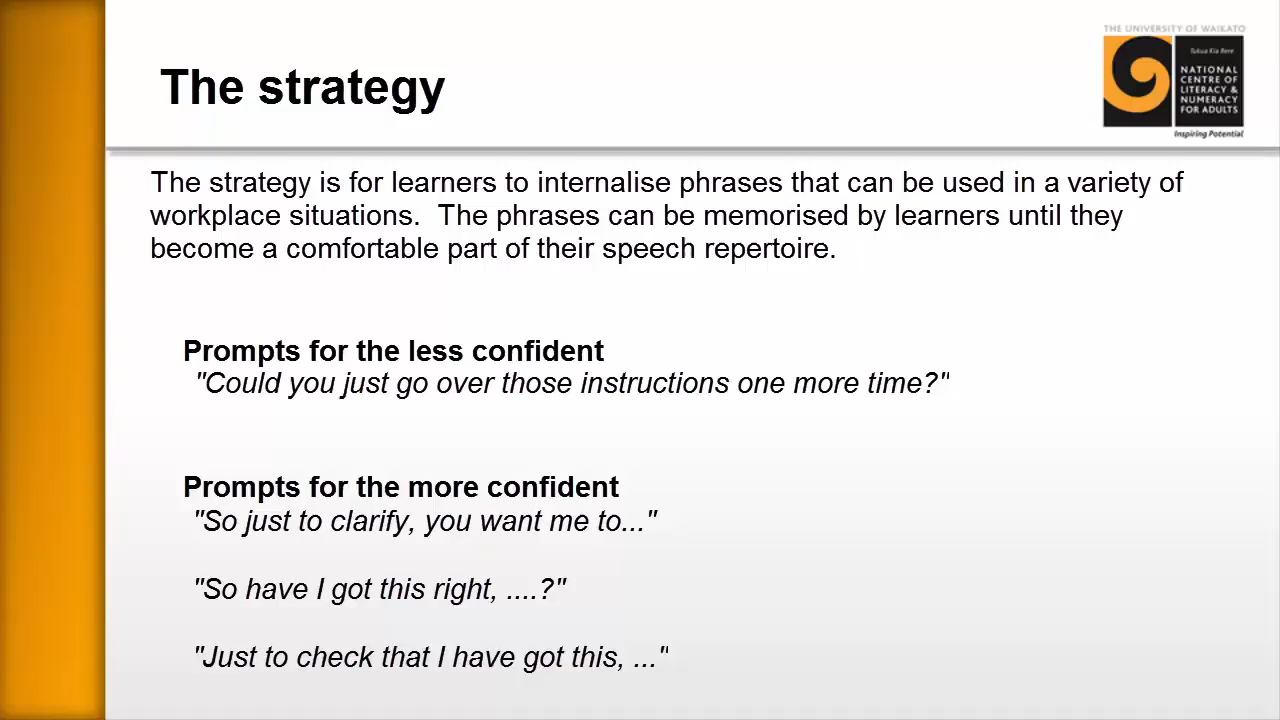 THE UNIVERSITY OF WAIKATO
Tukua Kia Rere
NATIONAL
CENTRE OF
LITERACY &
NUMERACY
FOR ADULTS
Inspiring Potential
The strategy
The strategy is for learners to internalise phrases that can be used in a variety of
workplace situations.  The phrases can be memorised by learners until they
become a comfortable part of their speech repertoire.
Prompts for the less confident
"Could you just go over those instructions one more time?"
Prompts for the more confident
"So just to clarify, you want me to..."
"So have I got this right, ....?"
"Just to check that I have got this, ..."